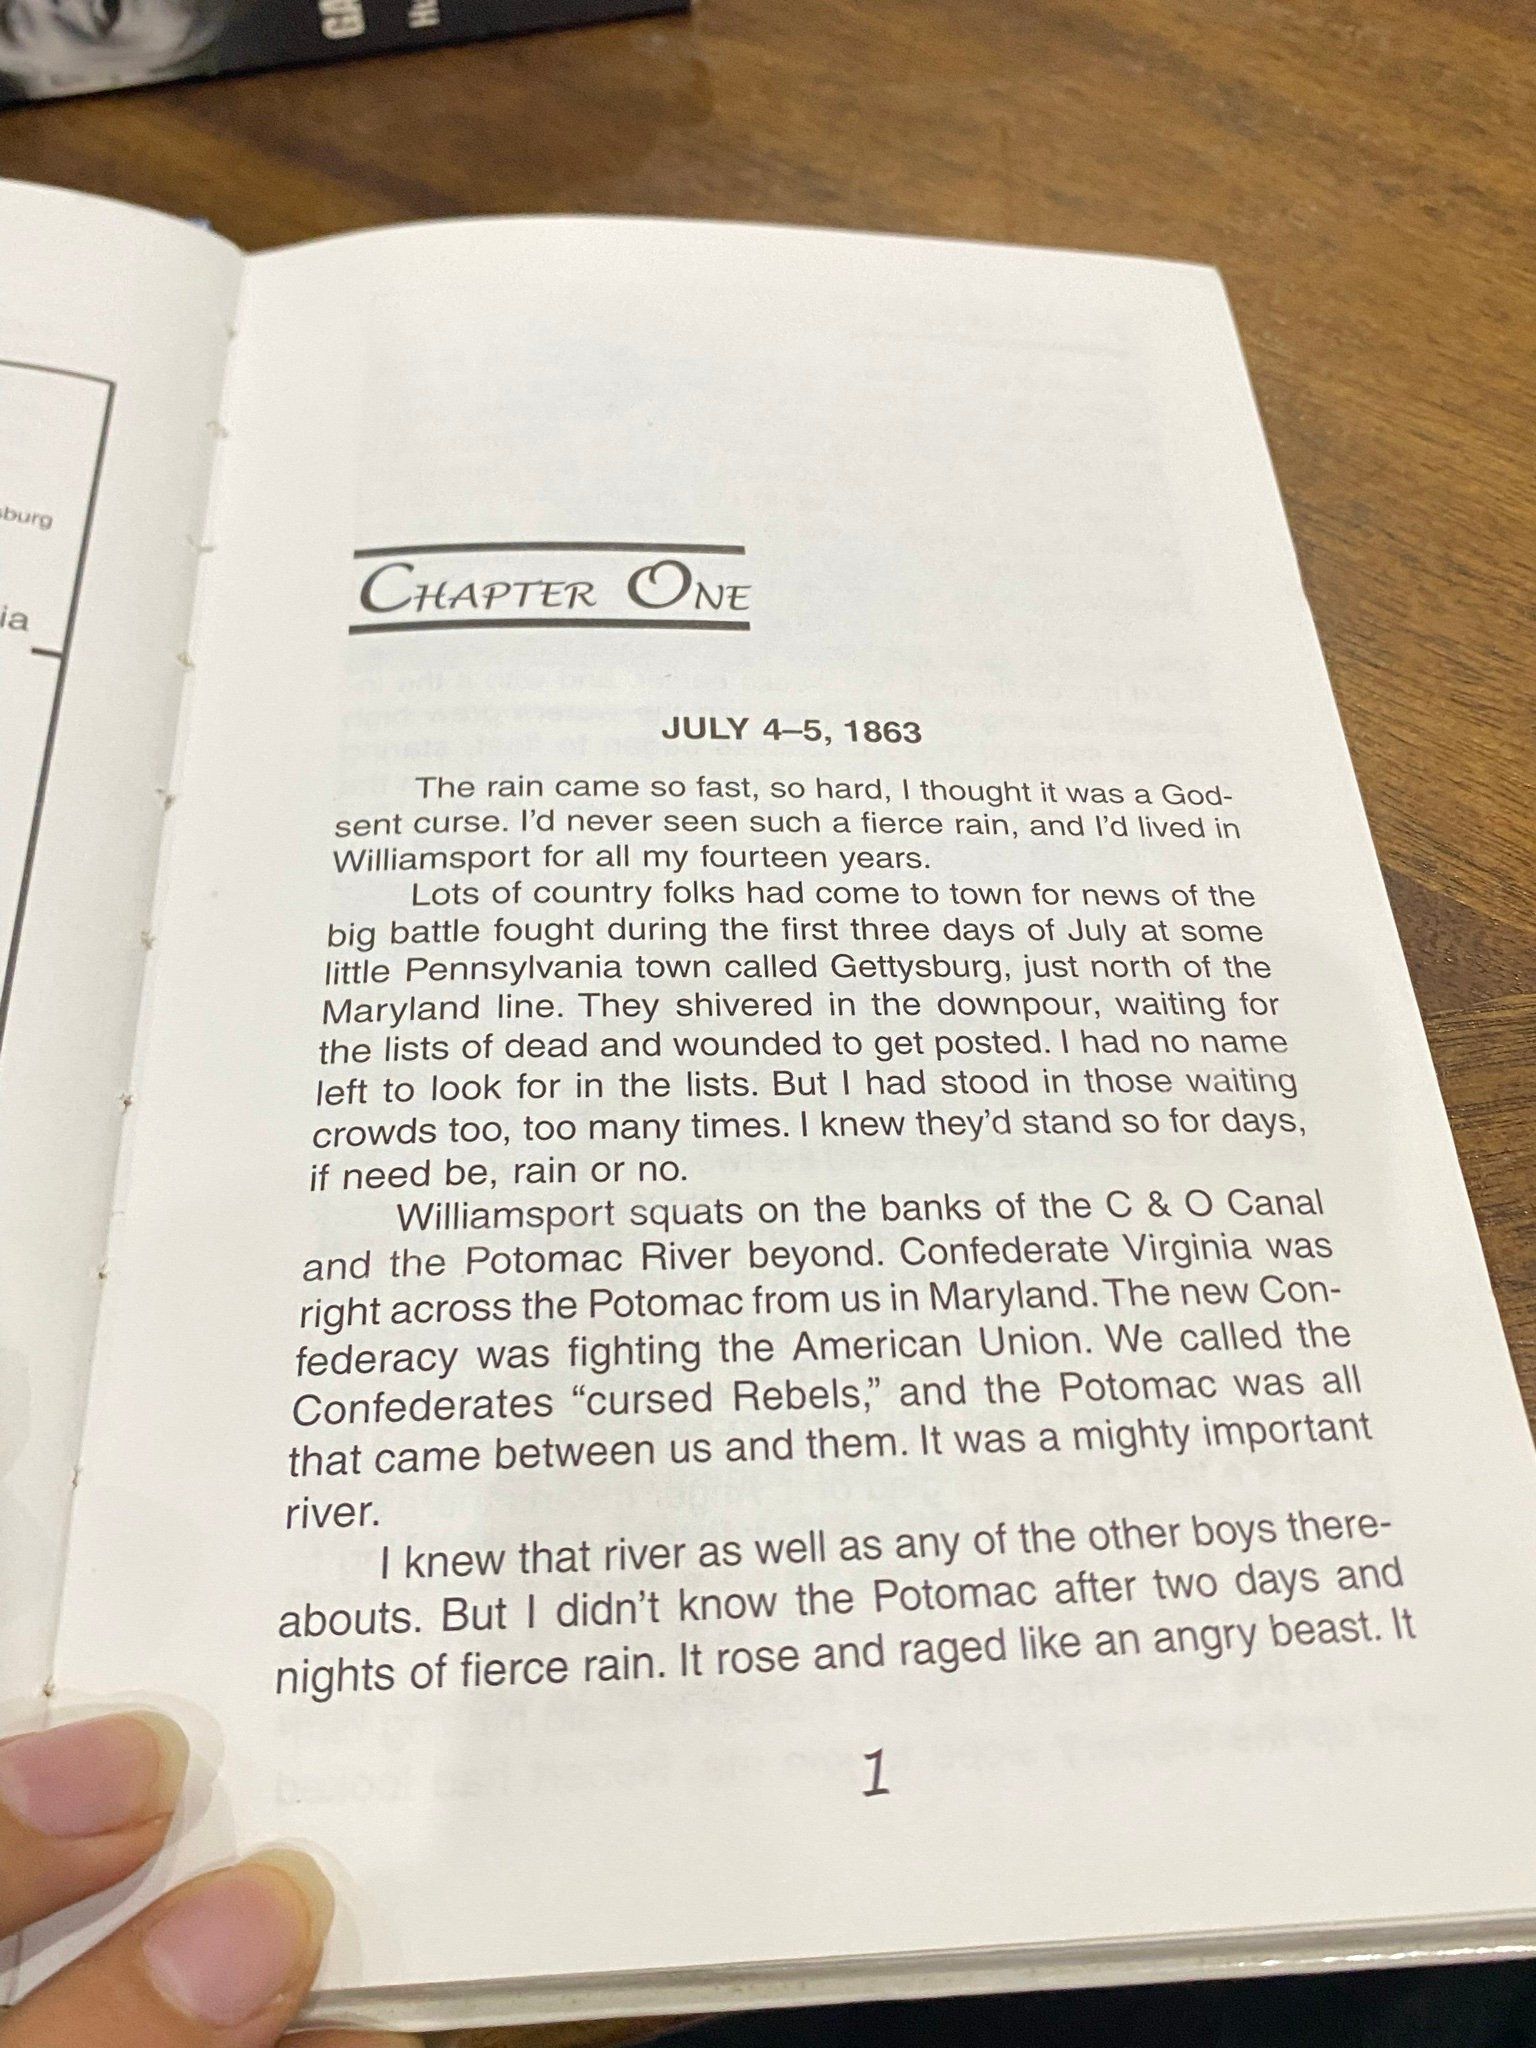 GA
Hu
sburg
ia
CHAPTER ONE
JULY 4–5, 1863
The rain came so fast, so hard, I thought it was a God-
sent curse. I'd never seen such a fierce rain, and I'd lived in
Williamsport for all my fourteen years.
Lots of country folks had come to town for news of the
big battle fought during the first three days of July at some
little Pennsylvania town called Gettysburg, just north of the
Maryland line. They shivered in the downpour, waiting for
the lists of dead and wounded to get posted. I had no name
left to look for in the lists. But I had stood in those waiting
crowds too, too many times. I knew they'd stand so for days,
if need be, rain or no.
Williamsport squats on the banks of the C & O Canal
and the Potomac River beyond. Confederate Virginia was
right across the Potomac from us in Maryland. The new Con-
federacy was fighting the American Union. We called the
Confederates “cursed Rebels,” and the Potomac was all
that came between us and them. It was a mighty important
river.
I knew that river as well as any of the other boys there-
abouts. But I didn't know the Potomac after two days and
nights of fierce rain. It rose and raged like an angry beast. It
1